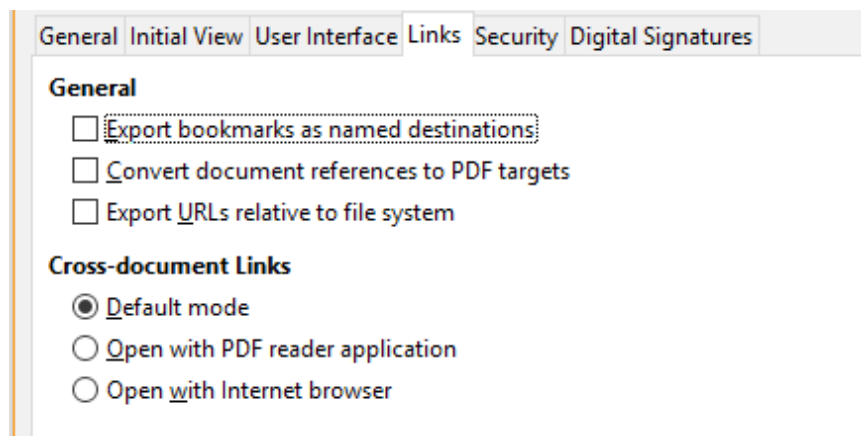 General Initial View User Interface Links Security Digital Signatures
General
Export bookmarks as named destinations
Convert document references to PDF targets
Export URLs relative to file system
Cross-document Links
Default mode
Open with PDF reader application
Open with Internet browser